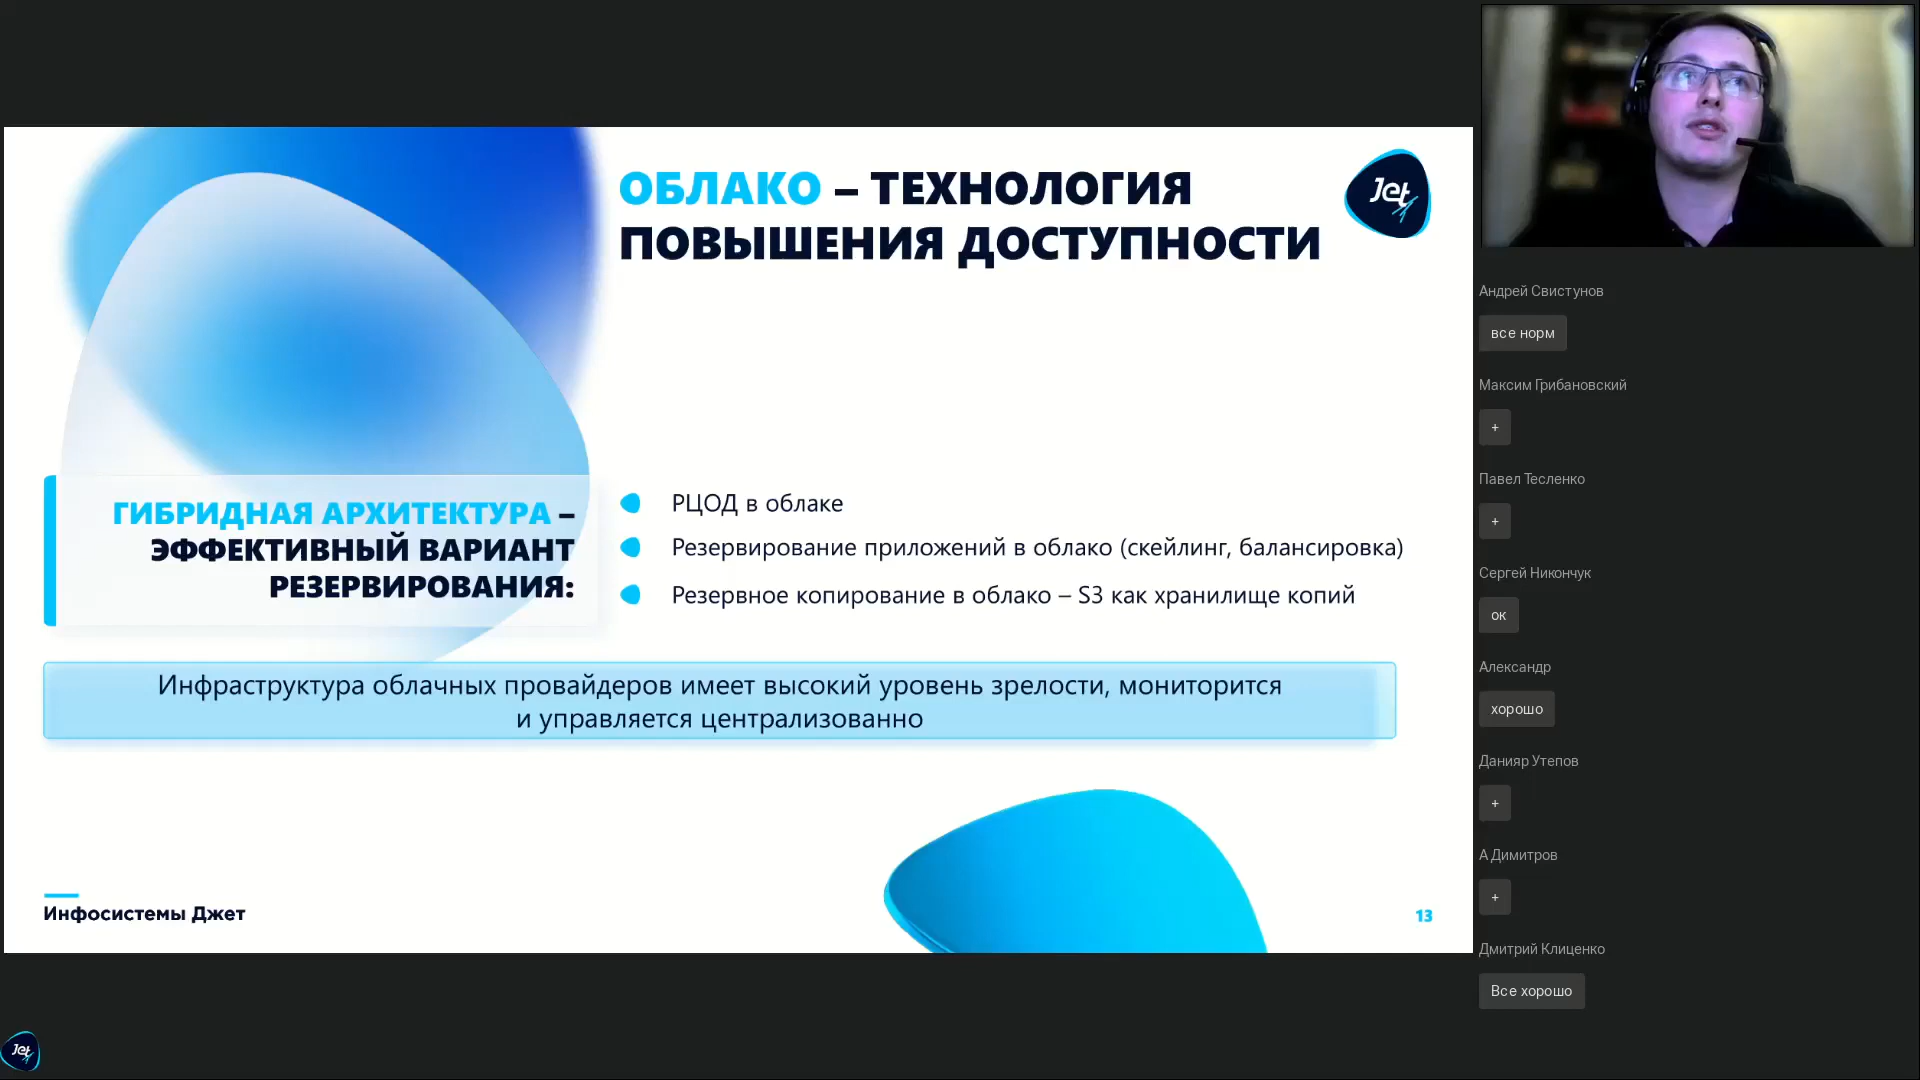 ОБЛАКО – ТЕХНОЛОГИЯ
ПОВЫШЕНИЯ ДОСТУПНОСТИ
Jet
ГИБРИДНАЯ АРХИТЕКТУРА –
ЭФФЕКТИВНЫЙ ВАРИАНТ
РЕЗЕРВИРОВАНИЯ:
РЦОД в облаке
Резервирование приложений в облако (скейлинг, балансировка)
Резервное копирование в облако – S3 как хранилище копий
Инфраструктура облачных провайдеров имеет высокий уровень зрелости, мониторится
и управляется централизованно
Инфосистемы Джет
13
Jet
Андрей Свистунов
все норм
Максим Грибановский
+
Павел Тесленко
+
Сергей Никончук
ок
Александр
хорошо
Данияр Утепов
+
А Димитров
+
Дмитрий Клиценко
Все хорошо